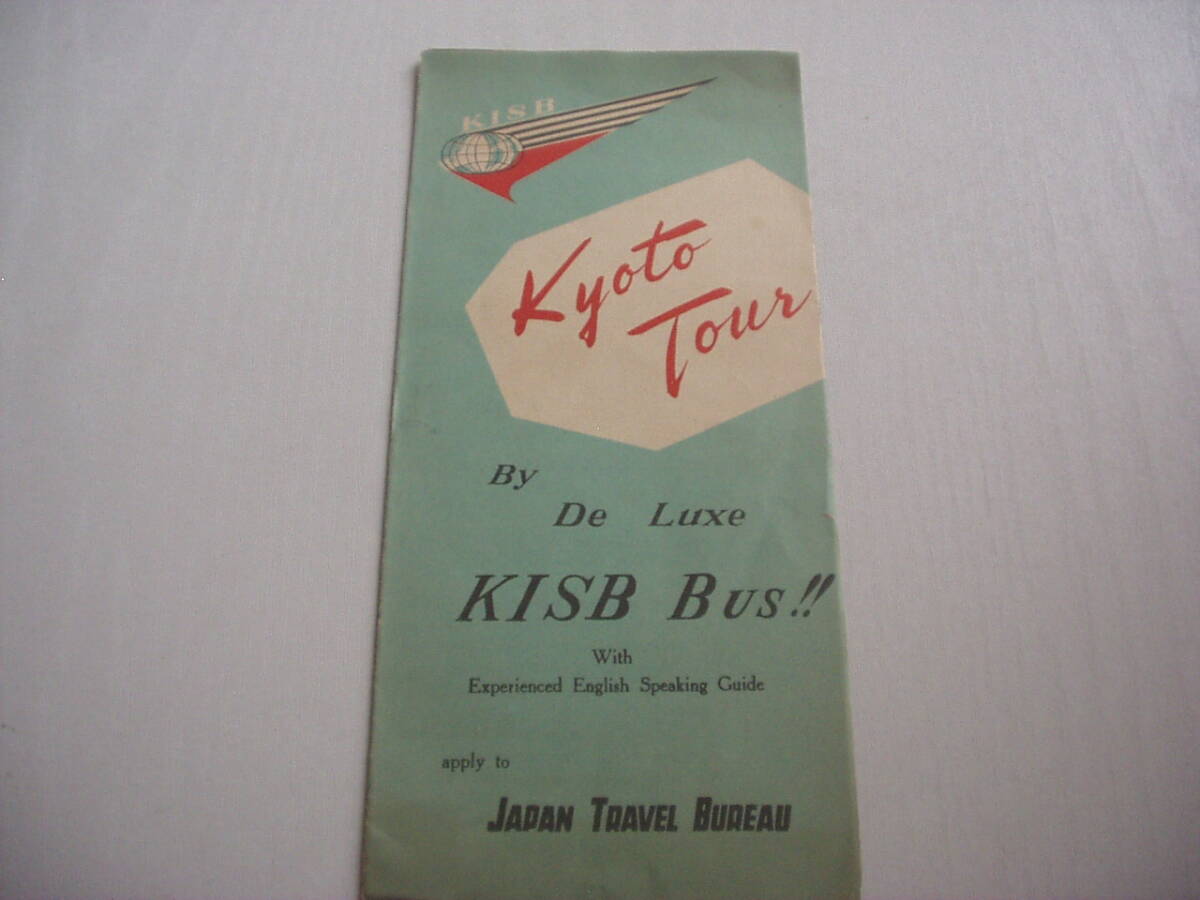 KISB
Kyoto
Tour
By
De Luxe
KISB Bus!!
With
Experienced English Speaking Guide
apply to
JAPAN TRAVEL BUREAU